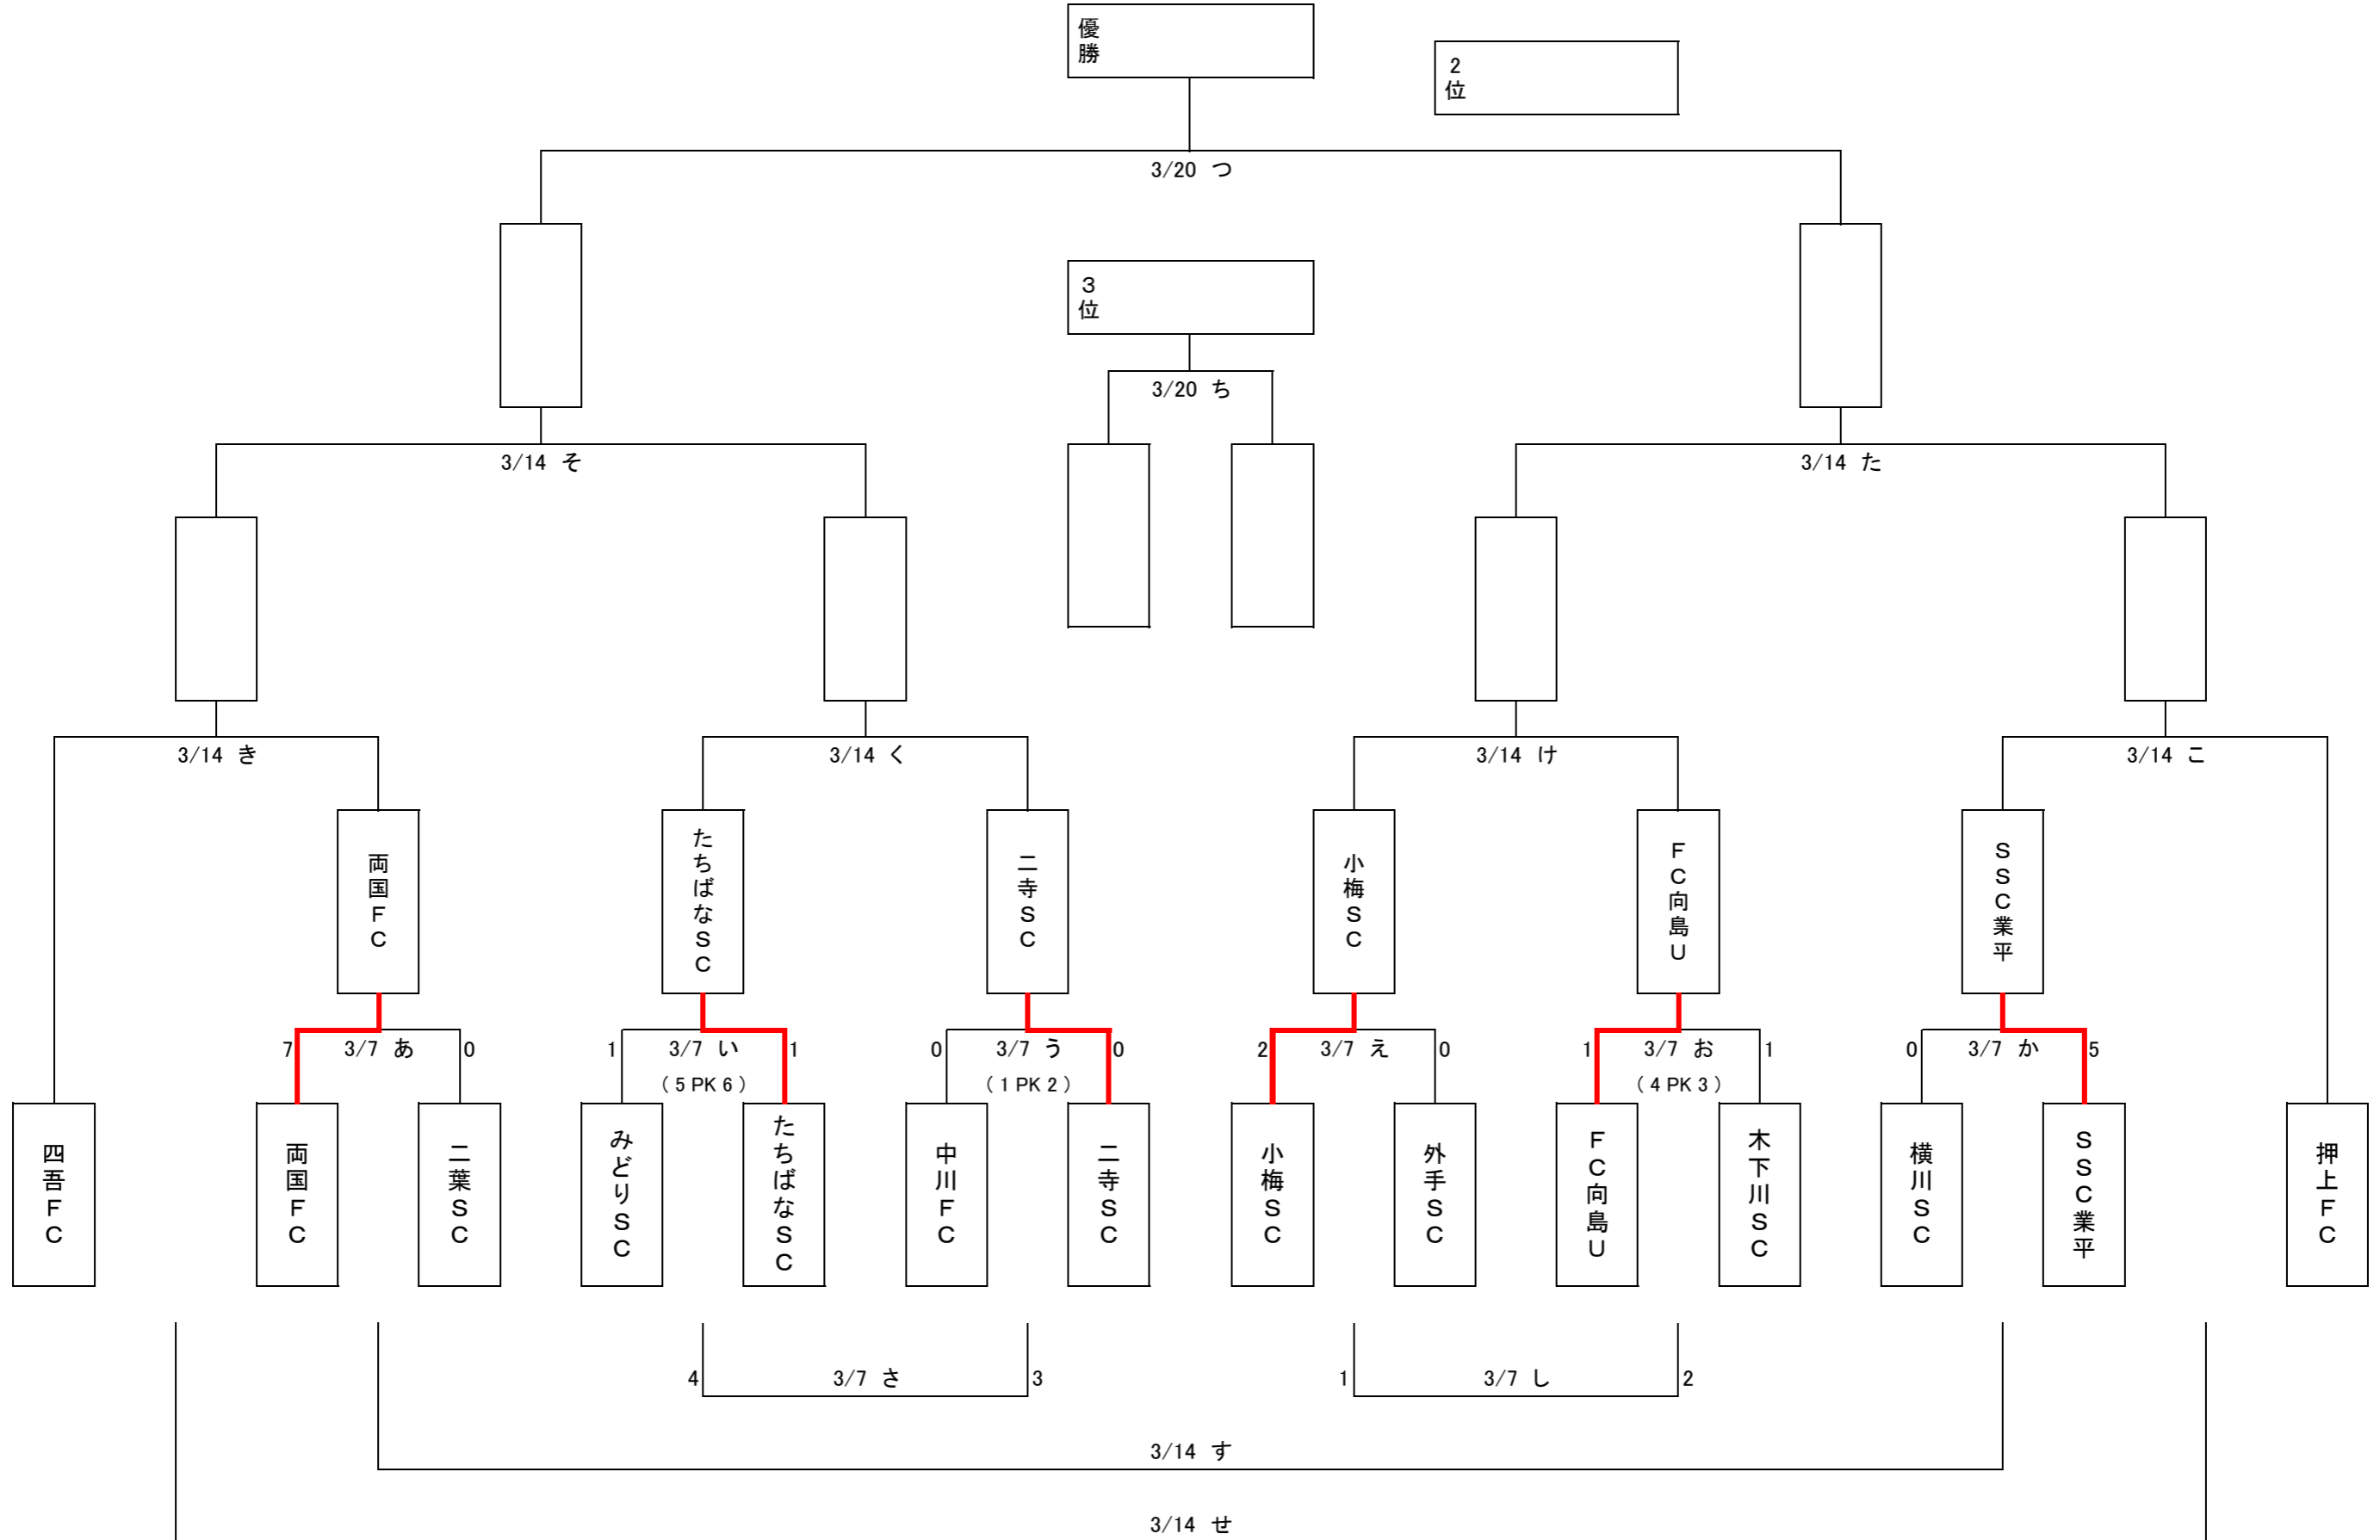 優勝
２位
3/20 つ
３位
3/20 ち
3/14 そ
3/14 た
3/14 き
3/14 く
3/14 け
3/14 こ
両国ＦＣ
たちばなＳＣ
二寺ＳＣ
小梅ＳＣ
ＦＣ向島Ｕ
ＳＳＣ業平
7 3/7 あ 0
1 3/7 い 1
0 3/7 う 0
2 3/7 え 0
1 3/7 お 1
0 3/7 か 5
( 5 PK 6 )
( 1 PK 2 )
( 4 PK 3 )
四吾ＦＣ
両国ＦＣ
二葉ＳＣ
みどりＳＣ
たちばなＳＣ
中川ＦＣ
二寺ＳＣ
小梅ＳＣ
外手ＳＣ
ＦＣ向島Ｕ
木下川ＳＣ
横川ＳＣ
ＳＳＣ業平
押上ＦＣ
4 3/7 さ 3
1 3/7 し 2
3/14 す
3/14 せ